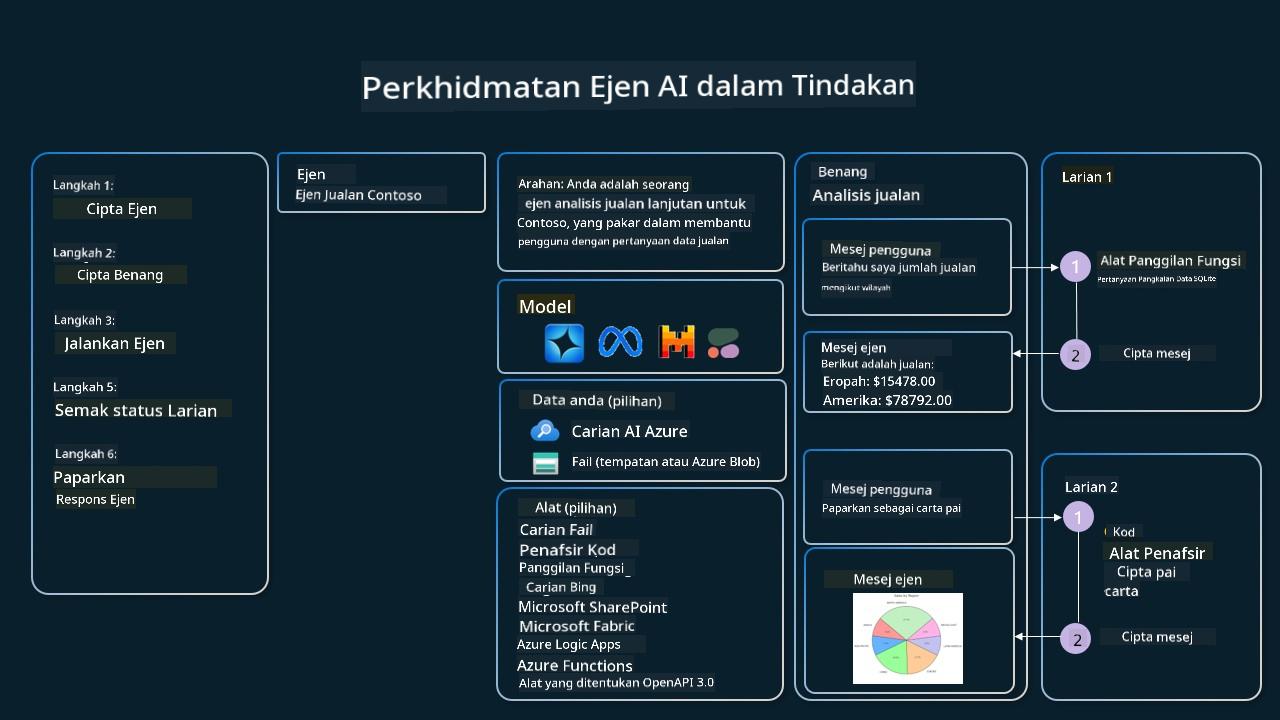 Perkhidmatan Ejen AI dalam Tindakan
Langkah 1:
Cipta Ejen
Langkah 2:
Cipta Benang
Langkah 3:
Jalankan Ejen
Langkah 5:
Semak status Larian
Langkah 6:
Paparkan
Respons Ejen
Ejen
Ejen Jualan Contoso
Arahan: Anda adalah seorang
ejen analisis jualan lanjutan untuk
Contoso, yang pakar dalam membantu
pengguna dengan pertanyaan data jualan
Model
Data anda (pilihan)
Carian AI Azure
Fail (tempatan atau Azure Blob)
Alat (pilihan)
Carian Fail
Penafsir Kod
Panggilan Fungsi_
Carian Bing
Microsoft SharePoint
Microsoft Fabric
Azure Logic Apps
Azure Functions
Alat yang ditentukan OpenAPI 3.0
Benang
Analisis jualan
Mesej pengguna
Beritahu saya jumlah jualan
mengikut wilayah
Mesej ejen
Berikut adalah jualan:
Eropah: $15478.00
Amerika: $78792.00
Mesej pengguna
Paparkan sebagai carta pai
Mesej ejen
Larian 1
1
Alat Panggilan Fungsi
Pertanyaan Pangkalan Data SQLite
2
Cipta mesej
Larian 2
1
Kod
Alat Penafsir
Cipta pai
carta
2
Cipta mesej